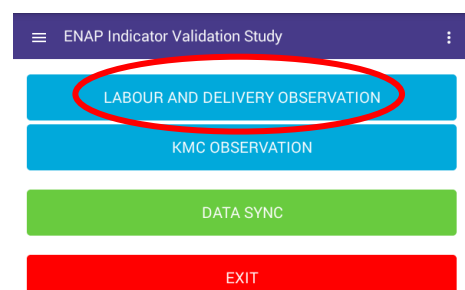 ENAP Indicator Validation Study
LABOUR AND DELIVERY OBSERVATION
KMC OBSERVATION
DATA SYNC
EXIT